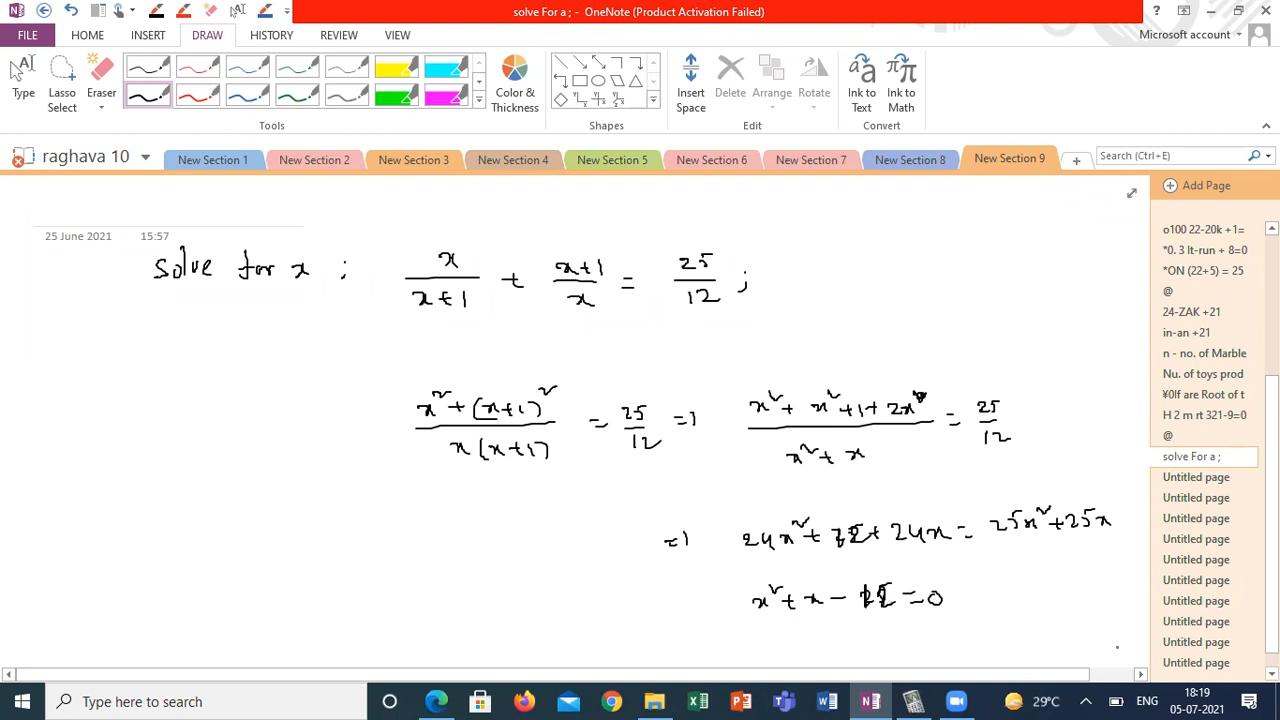 solve For a ; - OneNote (Product Activation Failed)
FILE HOME INSERT DRAW HISTORY REVIEW VIEW
Microsoft account
Type Lasso Select Eraser Color & Thickness Insert Space Delete Arrange Rotate Ink to Text Ink to Math
Tools Shapes Edit Convert
raghava 10 New Section 1 New Section 2 New Section 3 New Section 4 New Section 5 New Section 6 New Section 7 New Section 8 New Section 9 Search (Ctrl+E)
Add Page
25 June 2021 15:57
Solve for x ; x/(x+1) + (x+1)/x = 25/12 ;
(x² + (x+1)²)/(x(x+1)) = 25/12 => (x² + x² + 1 + 2x)/(x² + x) = 25/12
=> 24x² + 12 + 24x = 25x² + 25x
x² + x - 12 = 0
o100 22-20k +1=
*0. 3 lt-run + 8=0
*ON (22+5) = 25
@
24-ZAK +21
in-an +21
n - no. of Marble
Nu. of toys prod
¥0lf are Root of t
H 2 m rt 321-9=0
@
solve For a ;
Untitled page
Untitled page
Untitled page
Untitled page
Untitled page
Untitled page
Untitled page
Untitled page
Untitled page
Untitled page
Type here to search
29°C ENG 18:19 05-07-2021